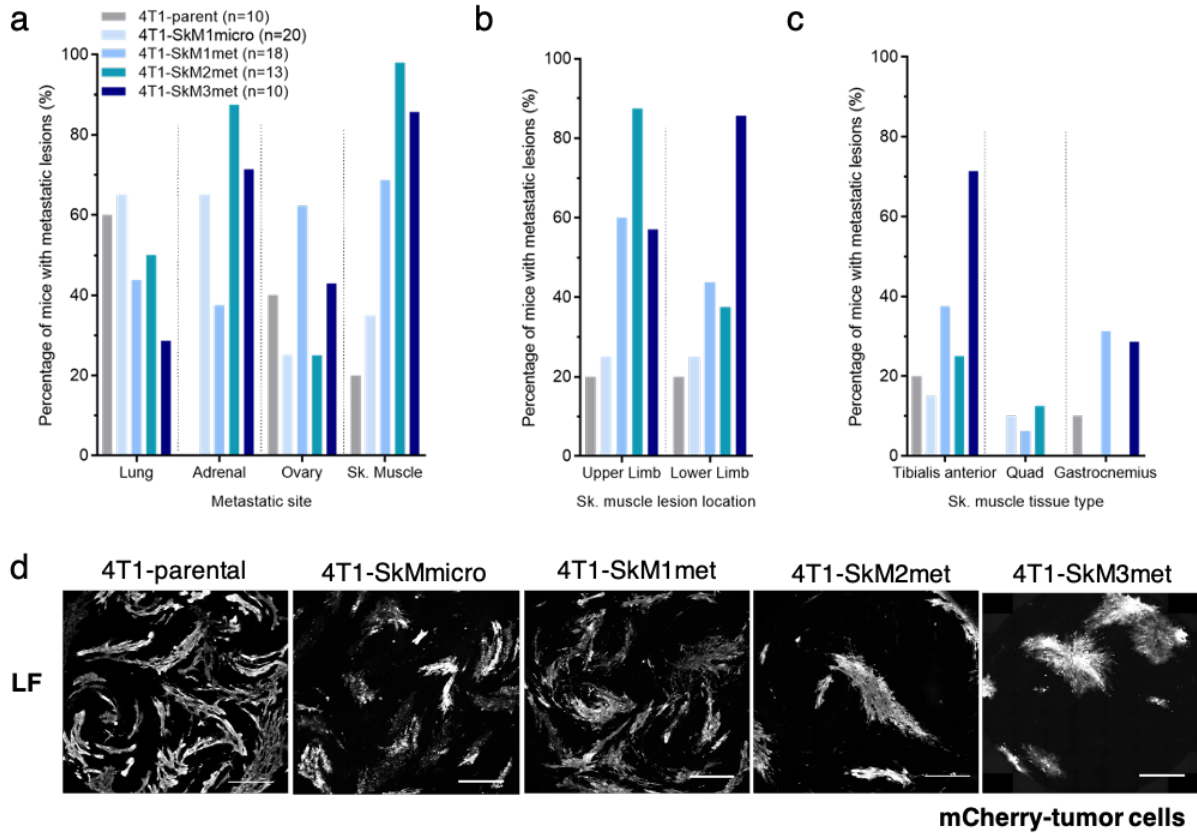 a
4T1-parent (n=10)
4T1-SkM1micro (n=20)
4T1-SkM1met (n=18)
4T1-SkM2met (n=13)
4T1-SkM3met (n=10)
Percentage of mice with metastatic lesions (%)
100
80
60
40
20
0
Lung
Adrenal
Ovary
Sk. Muscle
Metastatic site
b
Percentage of mice with metastatic lesions (%)
100
80
60
40
20
0
Upper Limb
Lower Limb
Sk. muscle lesion location
c
Percentage of mice with metastatic lesions (%)
100
80
60
40
20
0
Tibialis anterior
Quad
Gastrocnemius
Sk. muscle tissue type
d
4T1-parental
4T1-SkMmicro
4T1-SkM1met
4T1-SkM2met
4T1-SkM3met
LF
mCherry-tumor cells